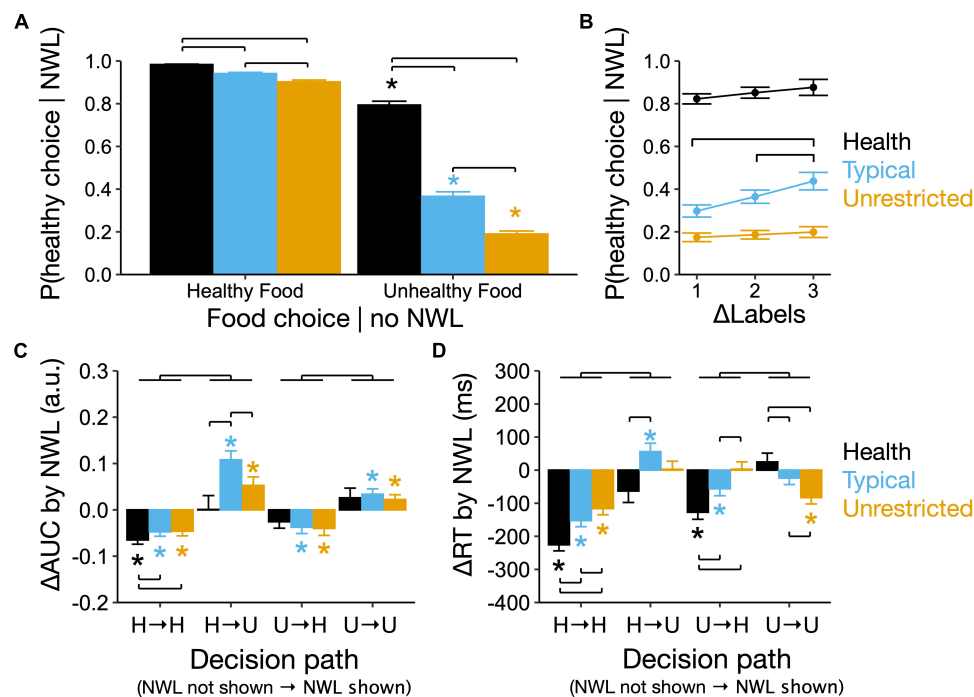 A
P(healthy choice | NWL)
1.0
0.8
0.6
0.4
0.2
0.0
*
*
*
Healthy Food
Unhealthy Food
Food choice | no NWL
B
P(healthy choice | NWL)
1.0
0.8
0.6
0.4
0.2
0.0
1
2
3
ΔLabels
Health
Typical
Unrestricted
C
ΔAUC by NWL (a.u.)
0.3
0.2
0.1
0.0
-0.1
-0.2
* * * * * * * * *
H→H
H→U
U→H
U→U
Decision path
(NWL not shown → NWL shown)
D
ΔRT by NWL (ms)
300
200
100
0
-100
-200
-300
-400
* * * * * * *
H→H
H→U
U→H
U→U
Decision path
(NWL not shown → NWL shown)
Health
Typical
Unrestricted